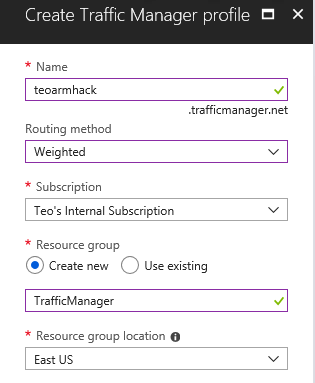 Create Traffic Manager profile
* Name
teoarmhack
.trafficmanager.net
Routing method
Weighted
* Subscription
Teo's Internal Subscription
* Resource group
Create new Use existing
TrafficManager
* Resource group location
East US